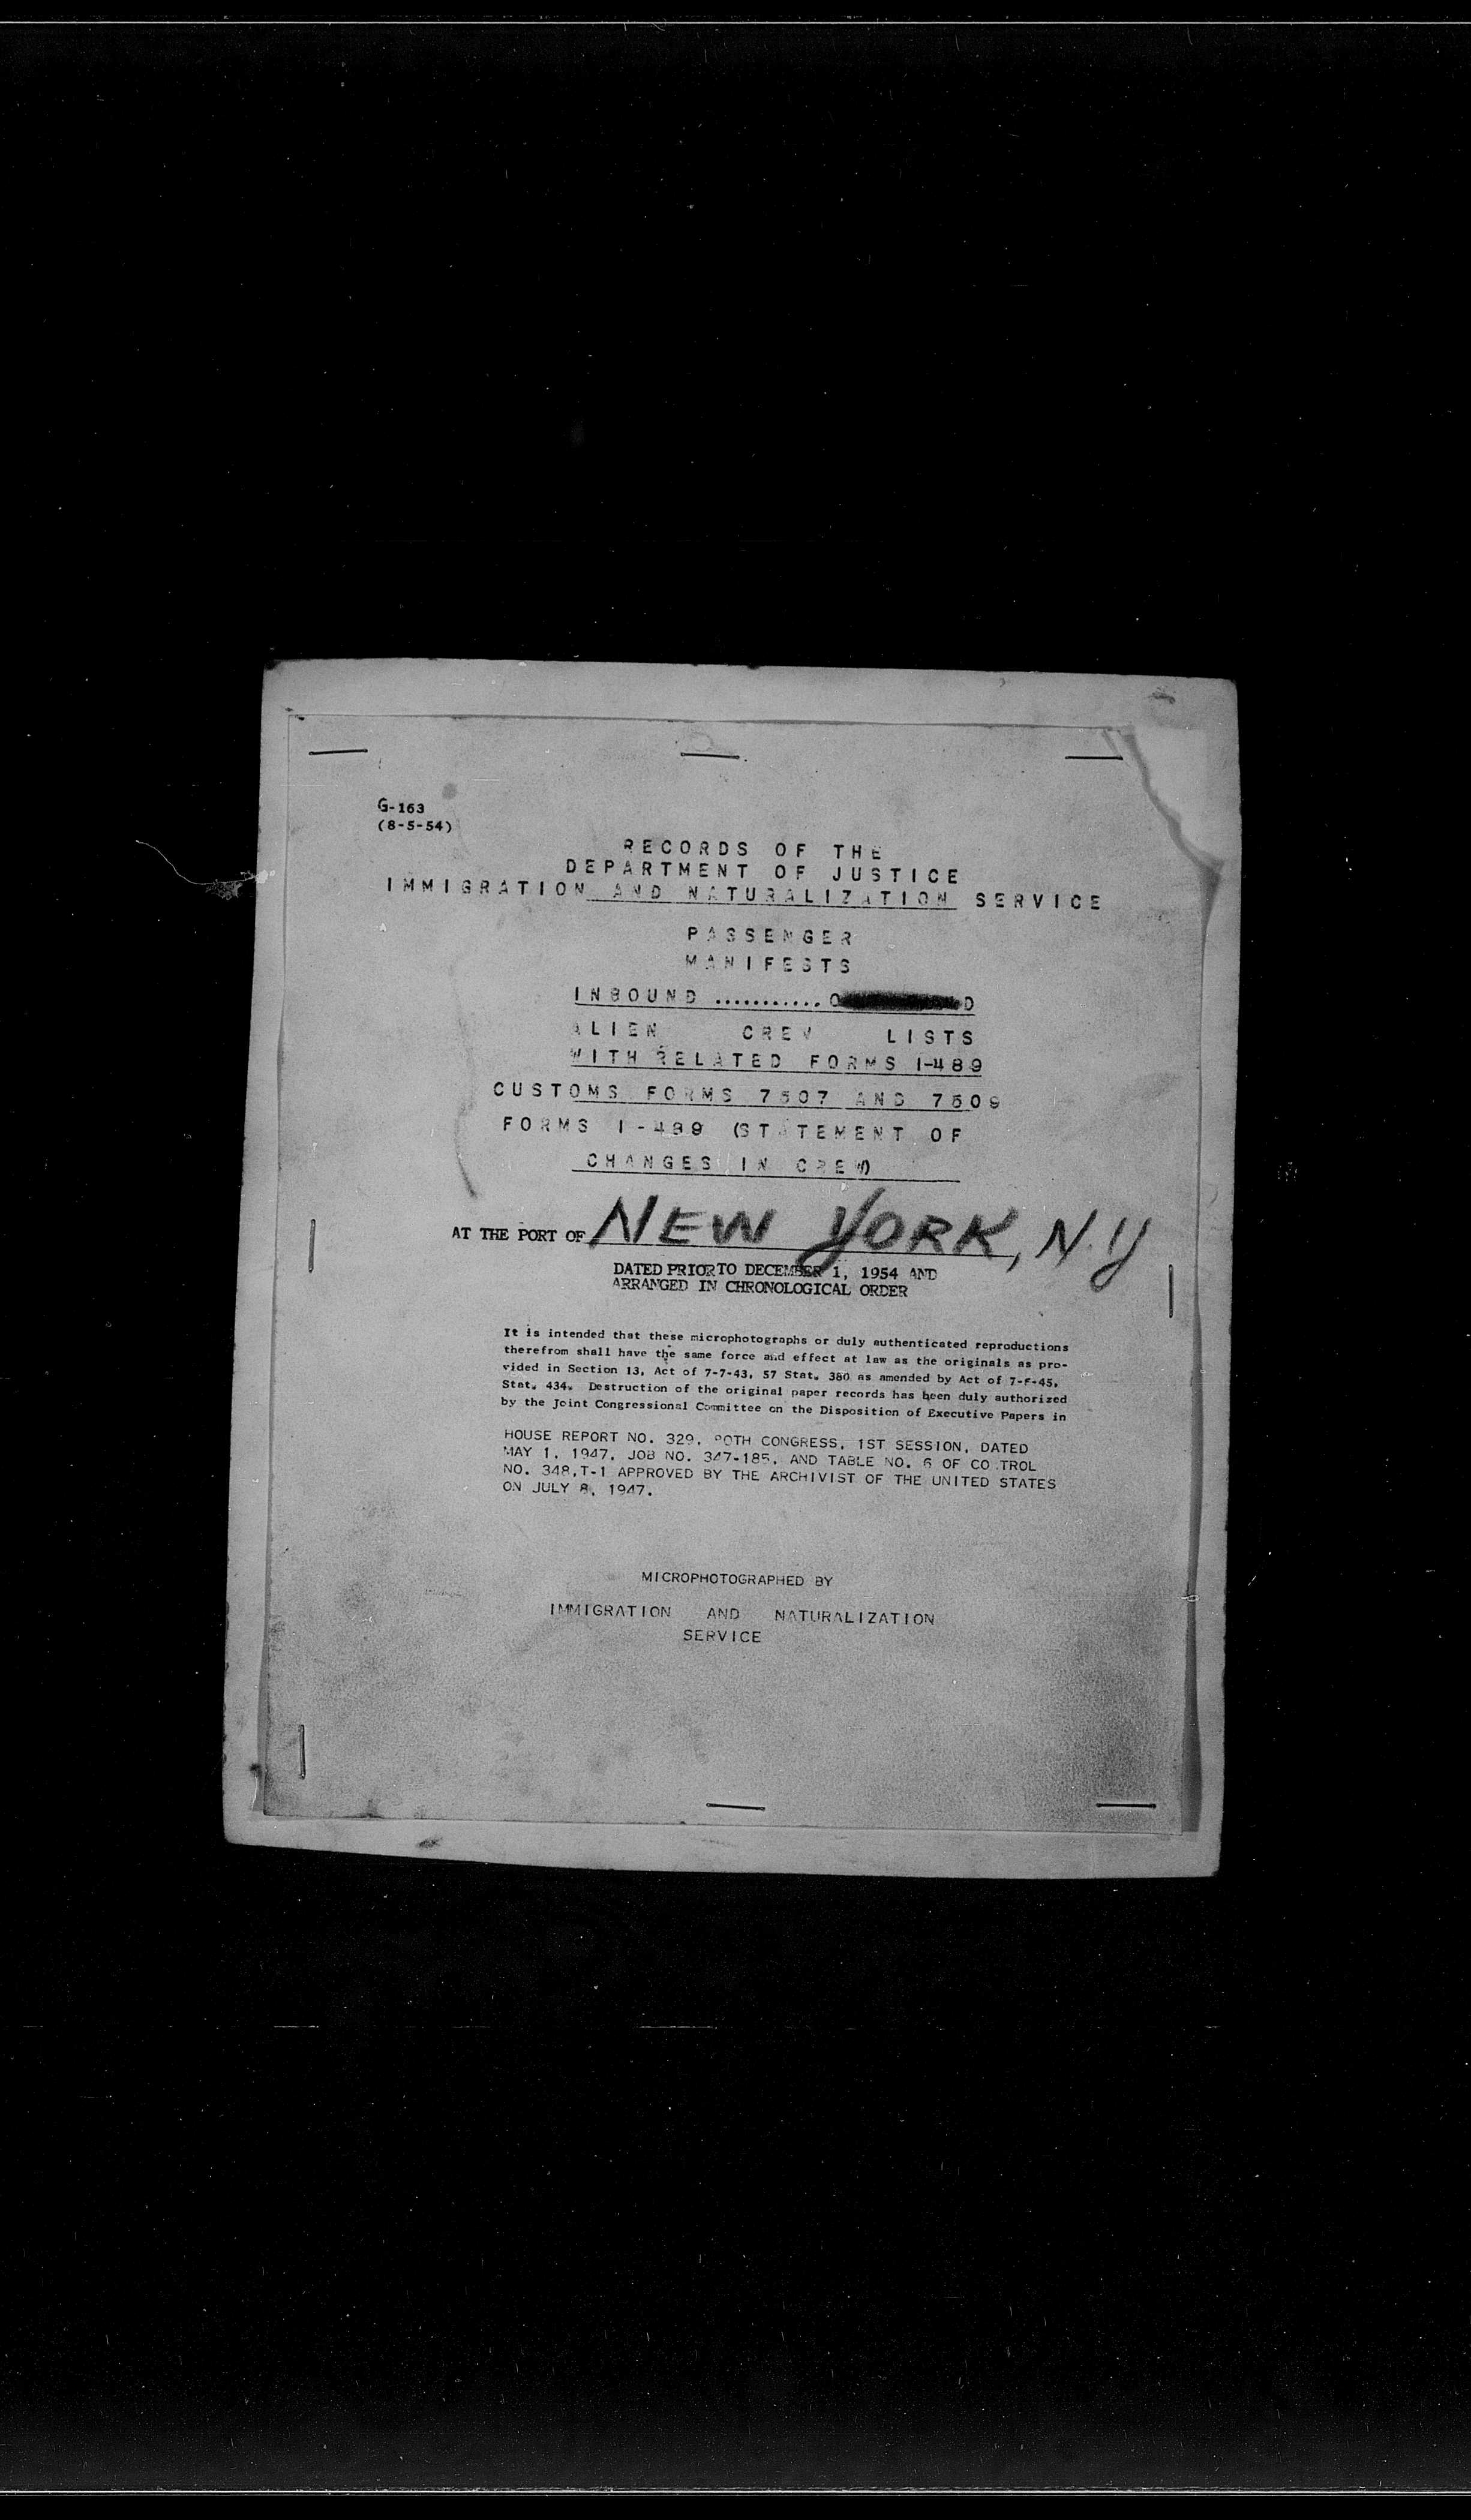 G-163
(8-5-54)
RECORDS OF THE
DEPARTMENT OF JUSTICE
IMMIGRATION AND NATURALIZATION SERVICE
PASSENGER
MANIFESTS
INBOUND ........... O D
ALIEN CREW LISTS
WITH RELATED FORMS I-489
CUSTOMS FORMS 7507 AND 7509
FORMS I-489 (STATEMENT OF
CHANGES IN CREW)
AT THE PORT OF NEW YORK, N.Y
DATED PRIOR TO DECEMBER 1, 1954 AND
ARRANGED IN CHRONOLOGICAL ORDER
It is intended that these microphotographs or duly authenticated reproductions
therefrom shall have the same force and effect at law as the originals as pro-
vided in Section 13, Act of 7-7-43, 57 Stat. 380 as amended by Act of
Stat. 434. Destruction of the original paper records has been duly authorized
by the Joint Congressional Committee on the Disposition of Executive Papers in
HOUSE REPORT NO. 329, 80TH CONGRESS, 1ST SESSION, DATED
MAY 1, 1947, JOB NO. 347-185, AND TABLE NO. 6 OF CO TROL
NO. 348,T-1 APPROVED BY THE ARCHIVIST OF THE UNITED STATES
ON JULY 8, 1947.
MICROPHOTOGRAPHED BY
IMMIGRATION AND NATURALIZATION
SERVICE